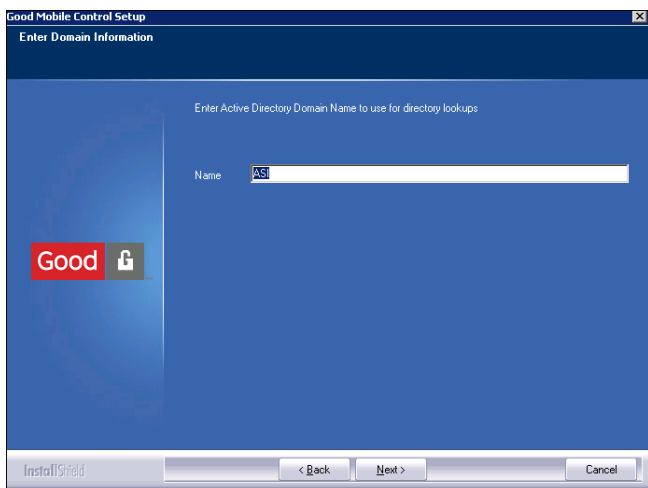 Good Mobile Control Setup
Enter Domain Information
Enter Active Directory Domain Name to use for directory lookups
Name ASI
Good
InstallShield
< Back Next > Cancel